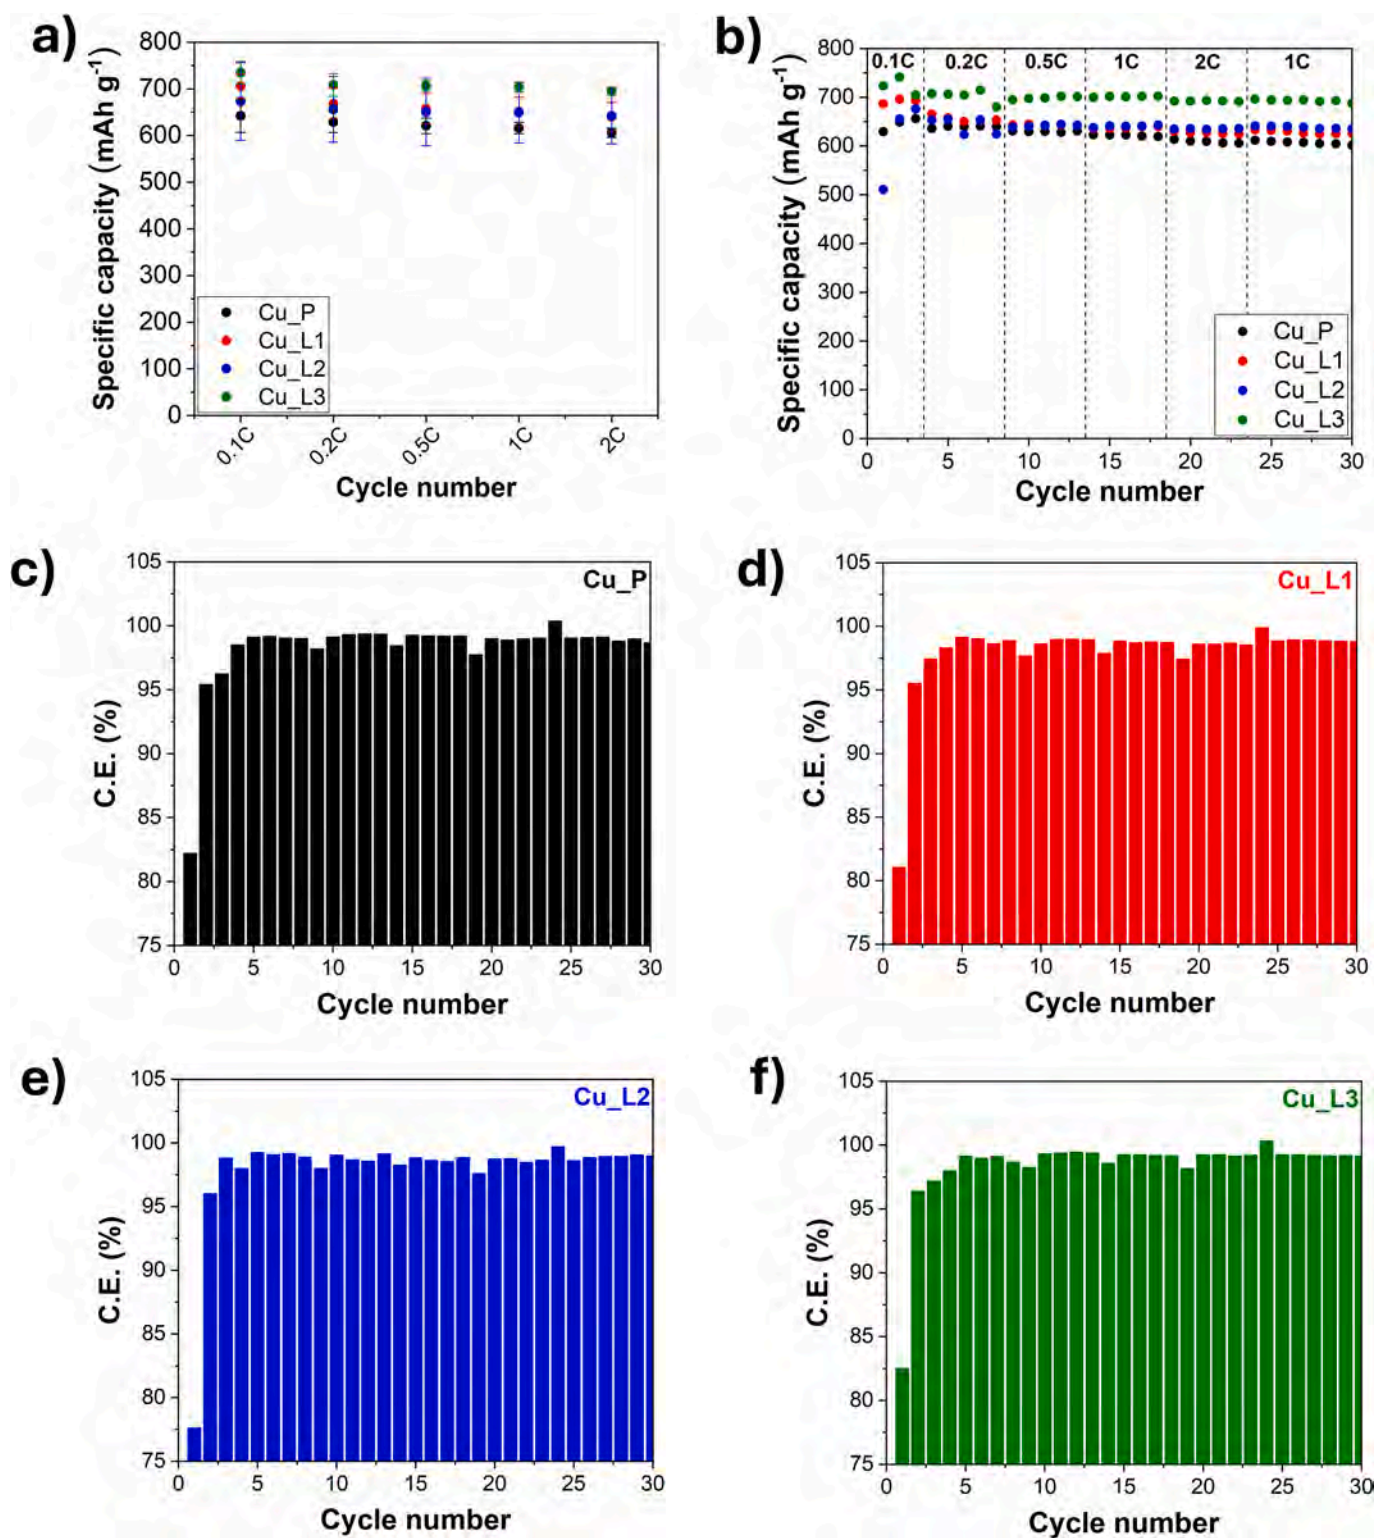 a)
Specific capacity (mAh g⁻¹)
800
700
600
500
400
300
200
100
0
Cu_P
Cu_L1
Cu_L2
Cu_L3
0.1C
0.2C
0.5C
1C
2C
Cycle number
b)
Specific capacity (mAh g⁻¹)
800
700
600
500
400
300
200
100
0
0.1C
0.2C
0.5C
1C
2C
1C
Cu_P
Cu_L1
Cu_L2
Cu_L3
0
5
10
15
20
25
30
Cycle number
c)
Cu_P
C.E. (%)
105
100
95
90
85
80
75
0
5
10
15
20
25
30
Cycle number
d)
Cu_L1
C.E. (%)
105
100
95
90
85
80
75
0
5
10
15
20
25
30
Cycle number
e)
Cu_L2
C.E. (%)
105
100
95
90
85
80
75
0
5
10
15
20
25
30
Cycle number
f)
Cu_L3
C.E. (%)
105
100
95
90
85
80
75
0
5
10
15
20
25
30
Cycle number